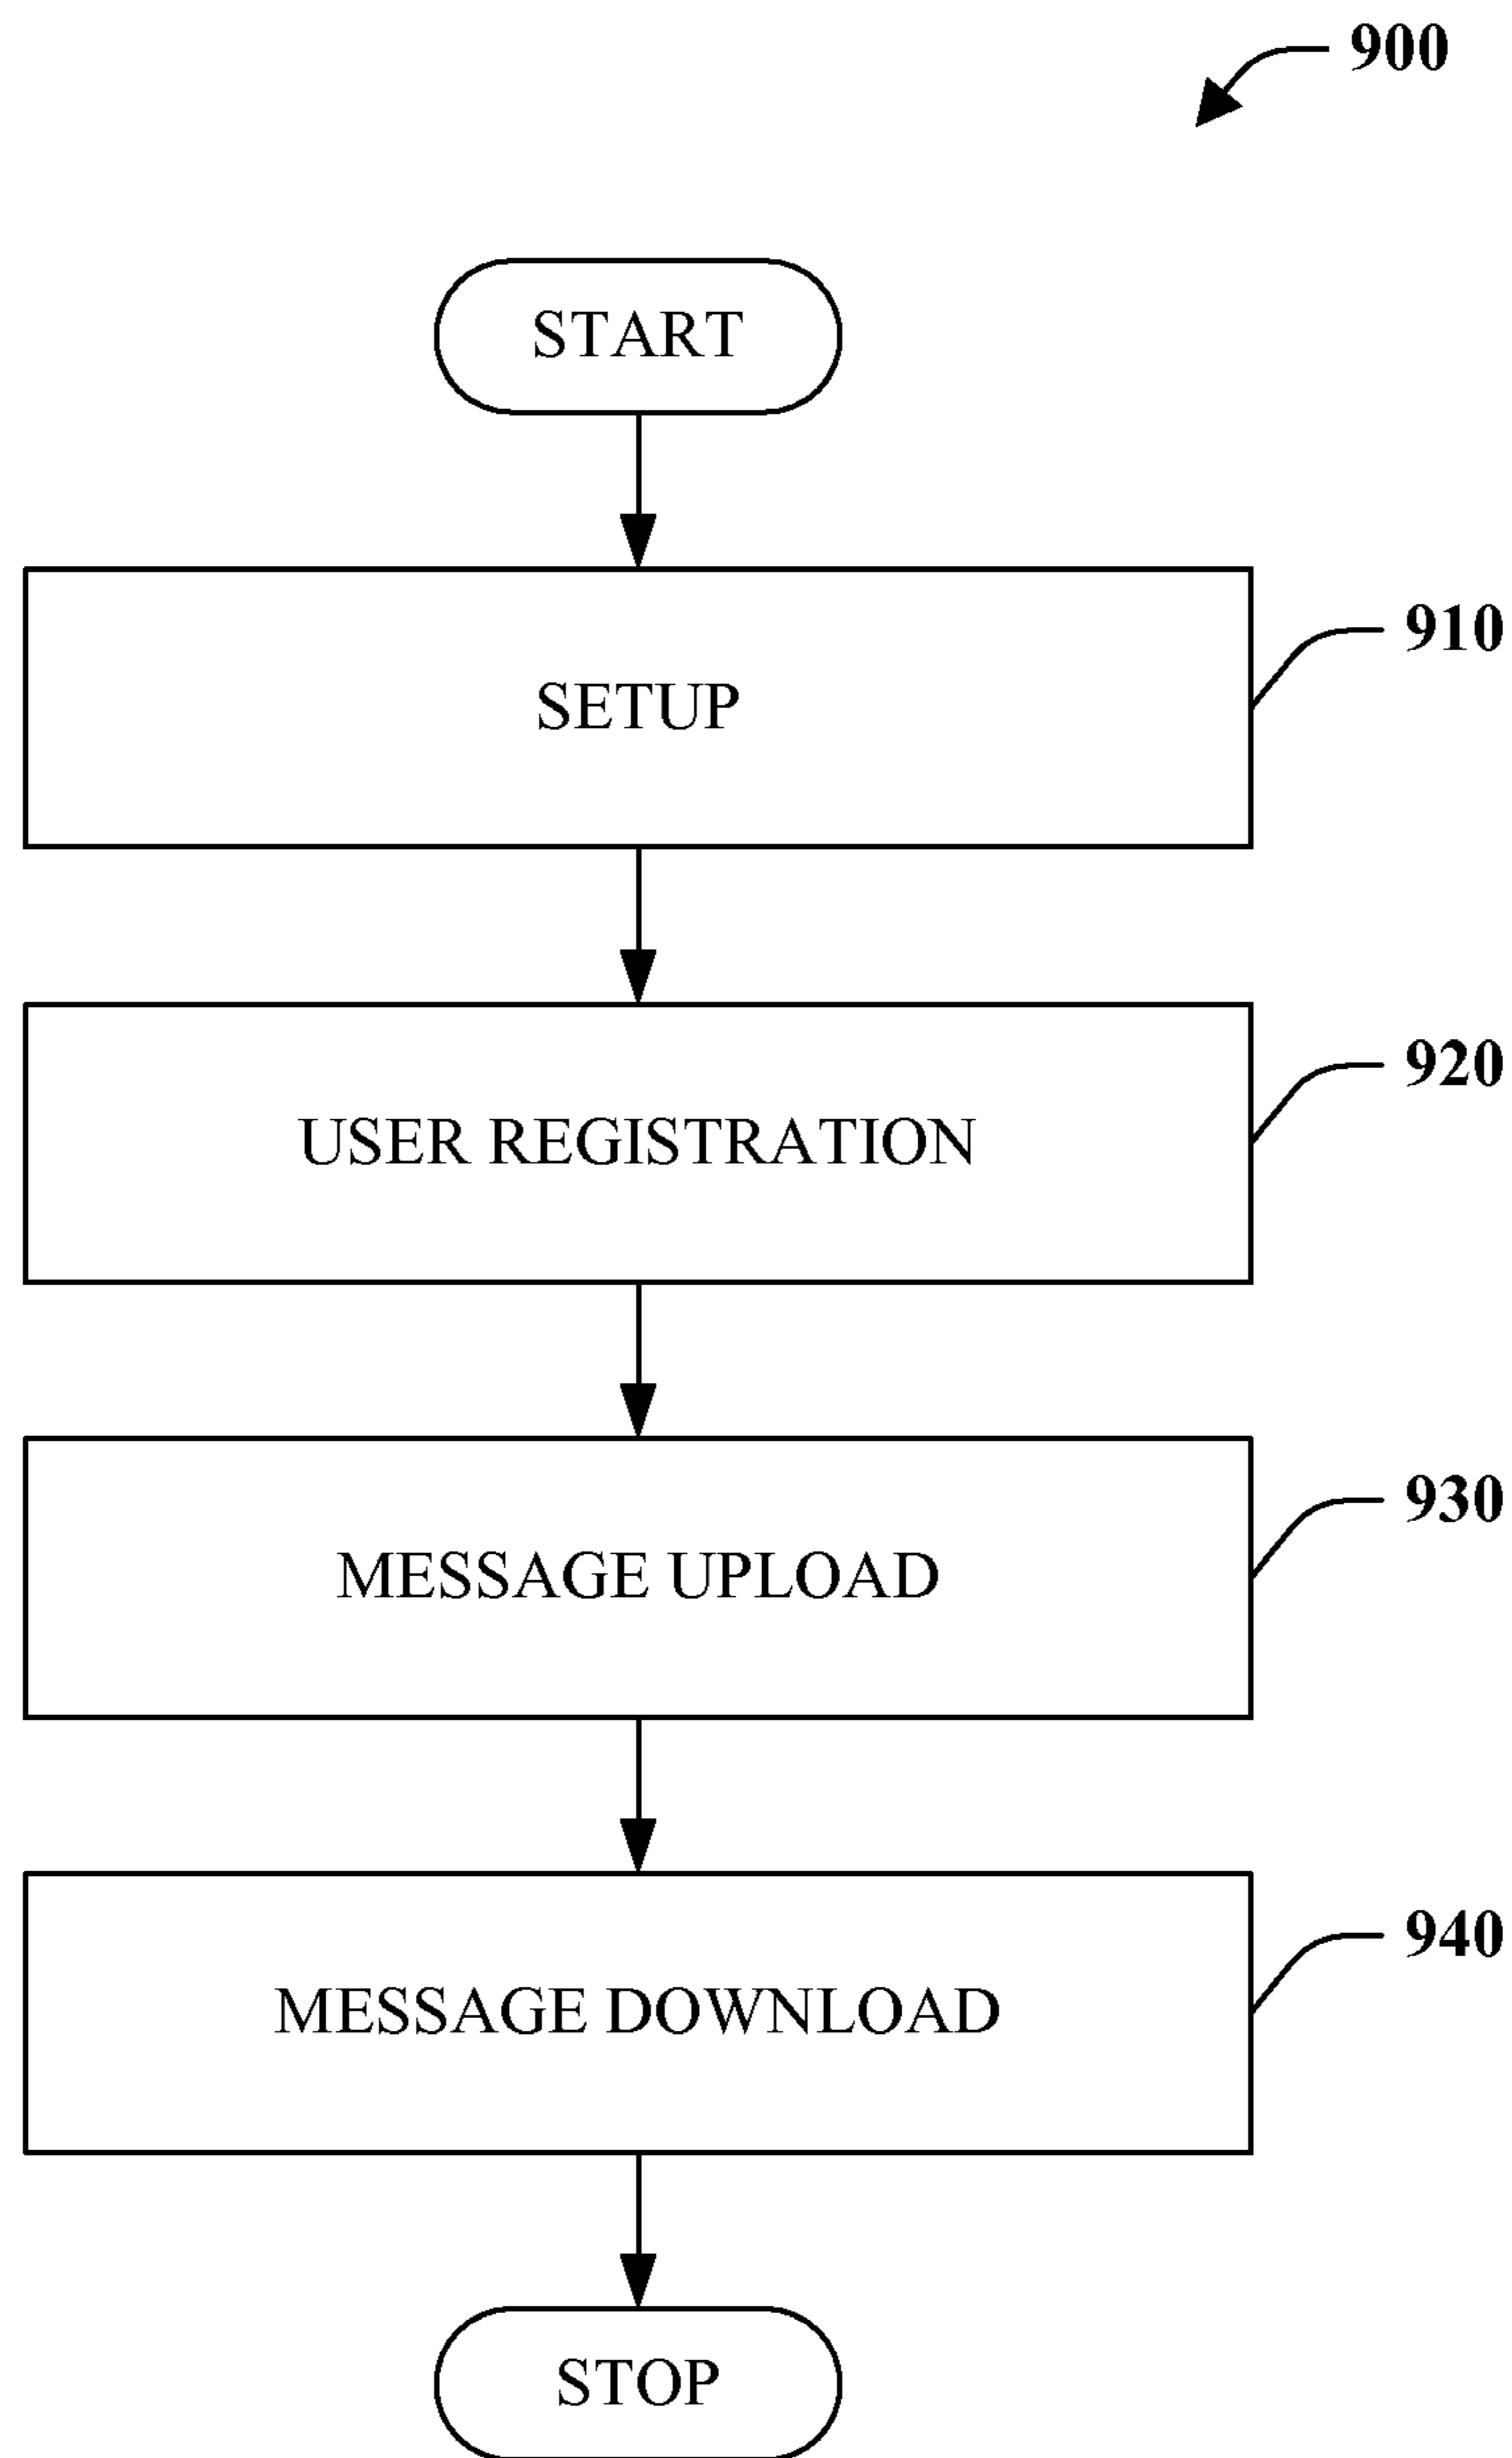 900
START
SETUP
910
USER REGISTRATION
920
MESSAGE UPLOAD
930
MESSAGE DOWNLOAD
940
STOP